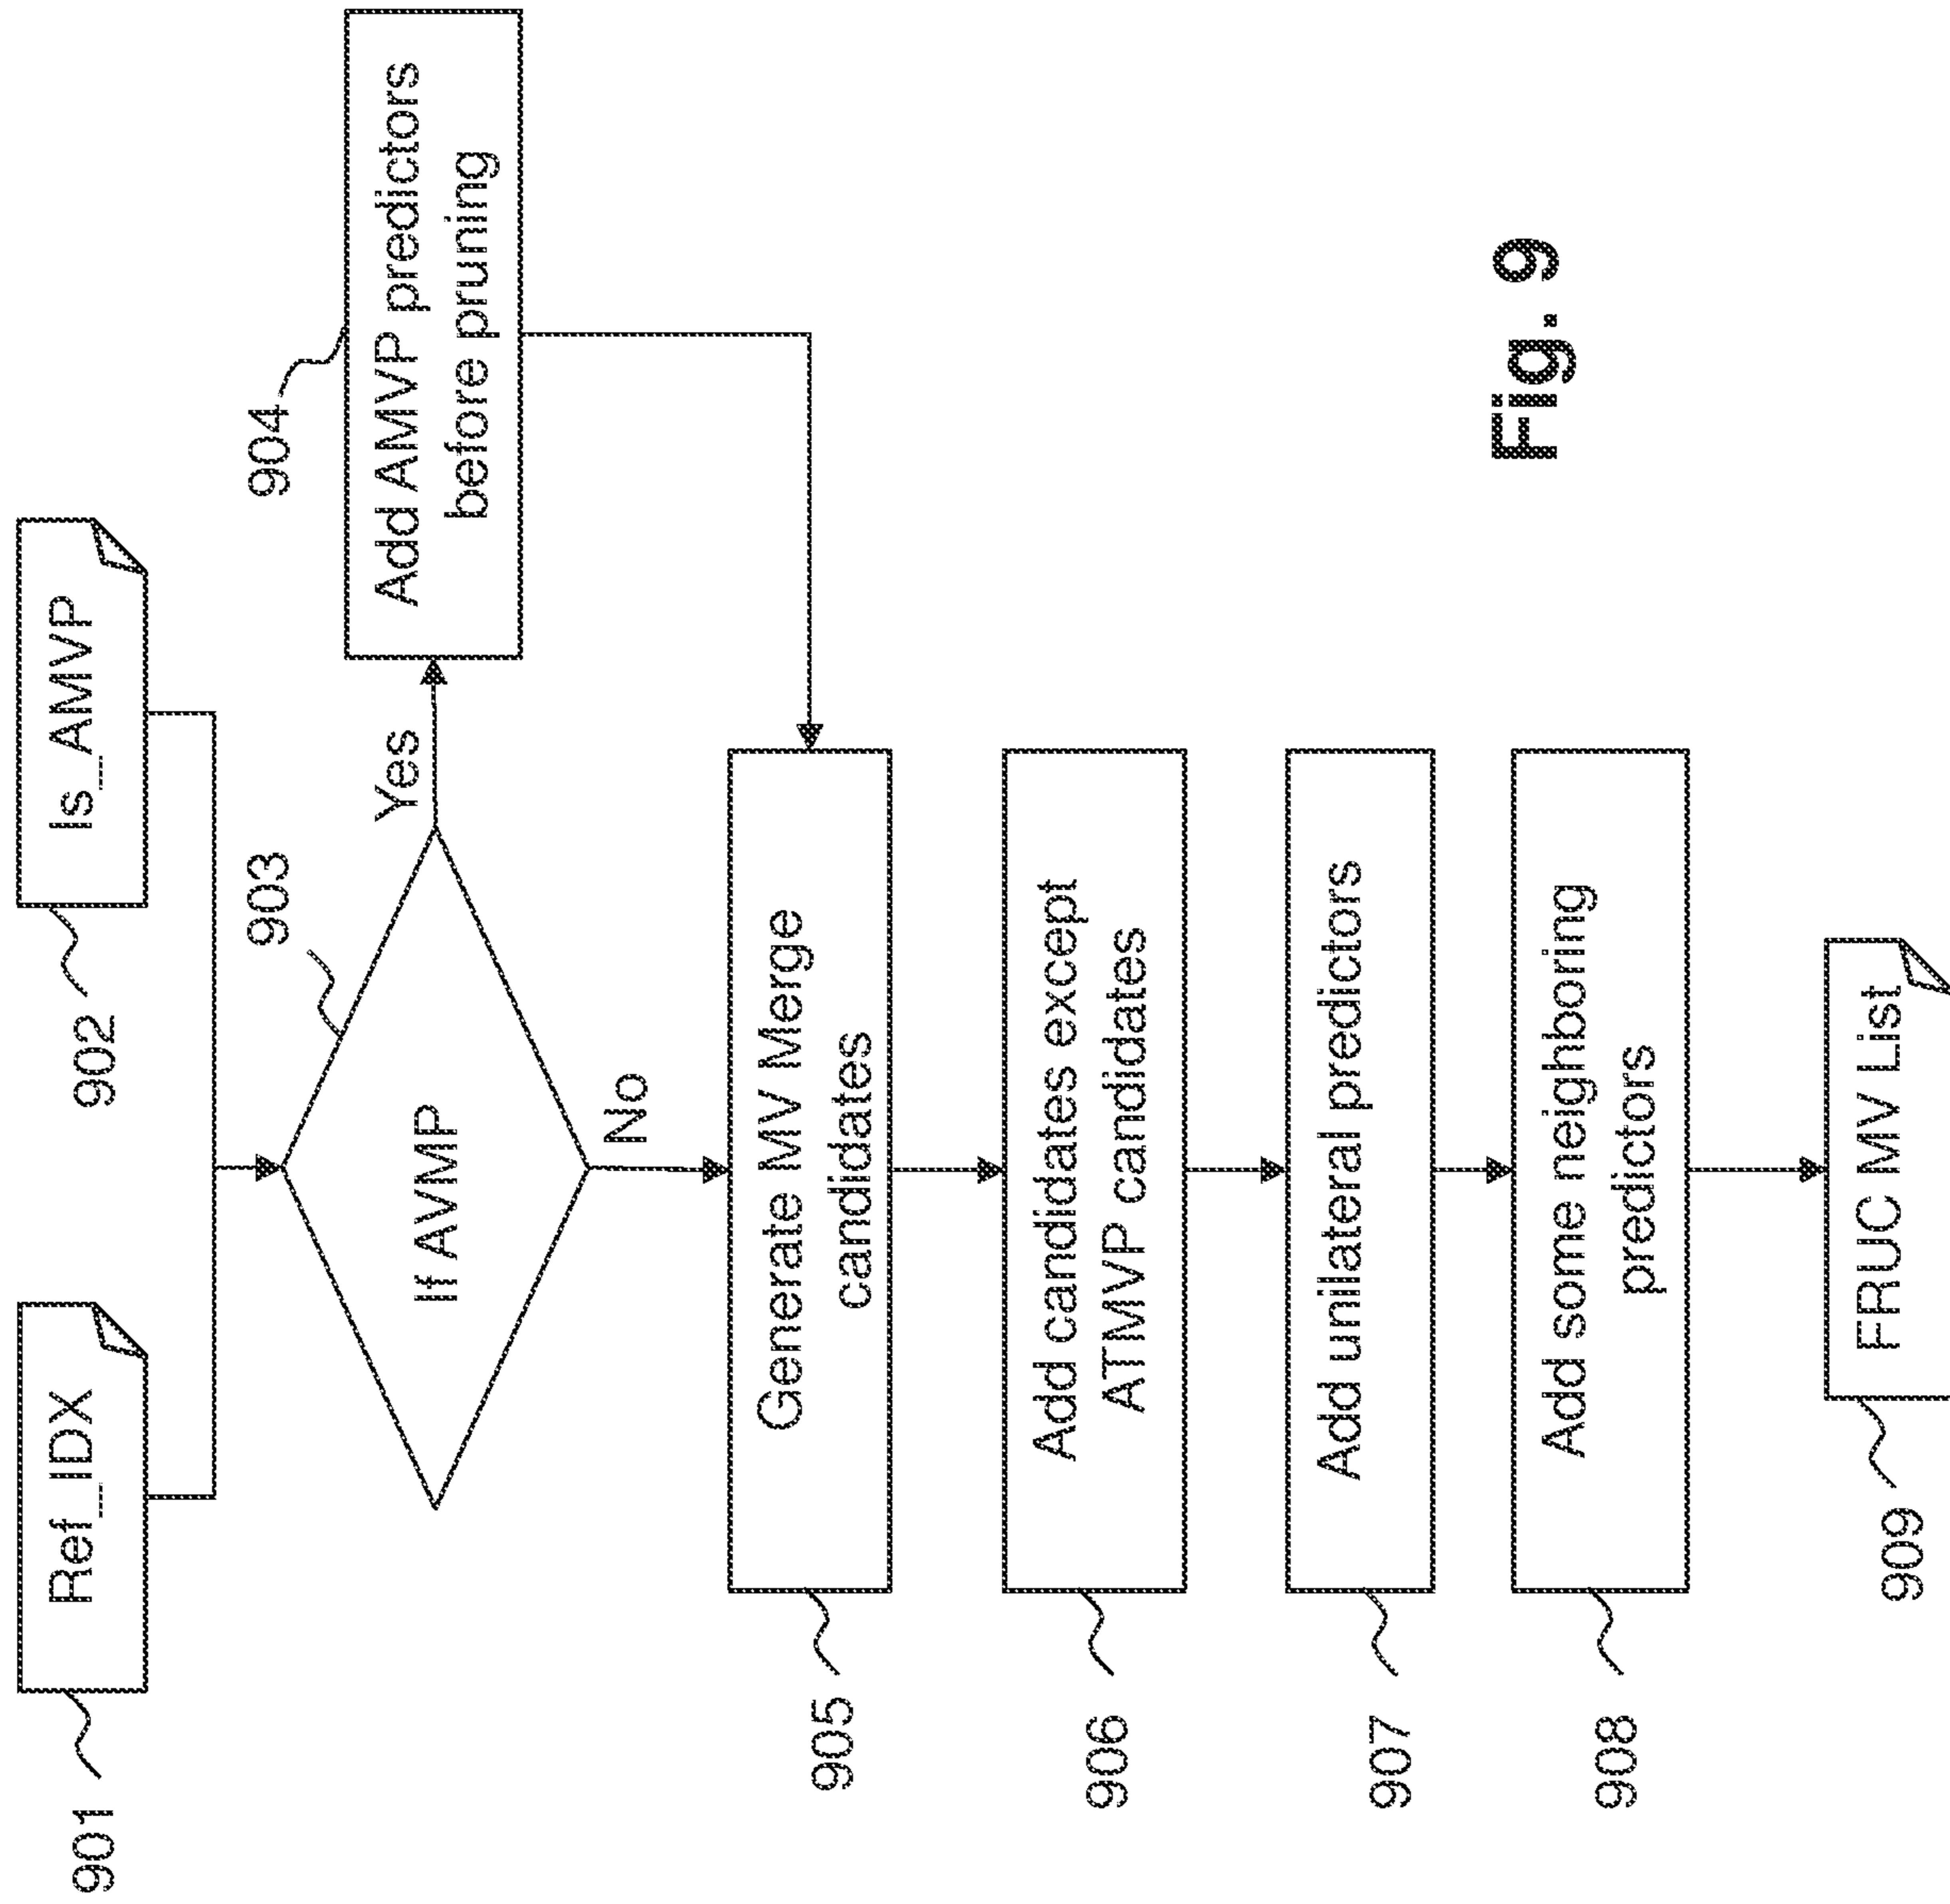 901
Ref_IDX
902
Is_AMVP
903
If AVMP
Yes
No
904
Add AMVP predictors
before pruning
905
Generate MV Merge
candidates
906
Add candidates except
ATMVP candidates
907
Add unilateral predictors
908
Add some neighboring
predictors
909
FRUC MV List
Fig. 9